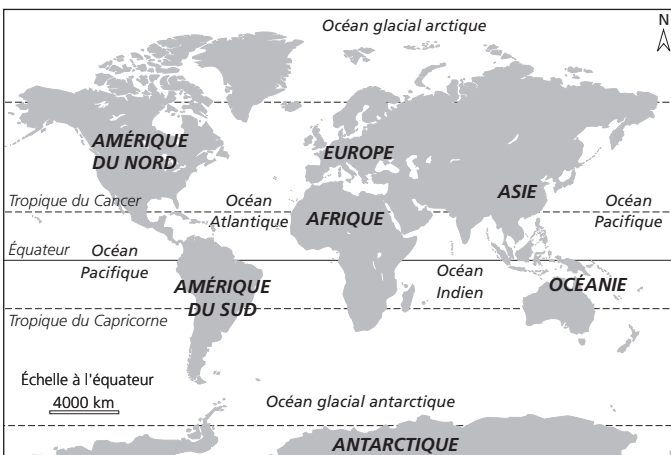 Océan glacial arctique
N
AMÉRIQUE
DU NORD
EUROPE
ASIE
Tropique du Cancer
Océan
Atlantique
AFRIQUE
Océan
Pacifique
Équateur
Océan
Pacifique
AMÉRIQUE
DU SUD
Océan
Indien
OCÉANIE
Tropique du Capricorne
Échelle à l'équateur
4000 km
Océan glacial antarctique
ANTARCTIQUE